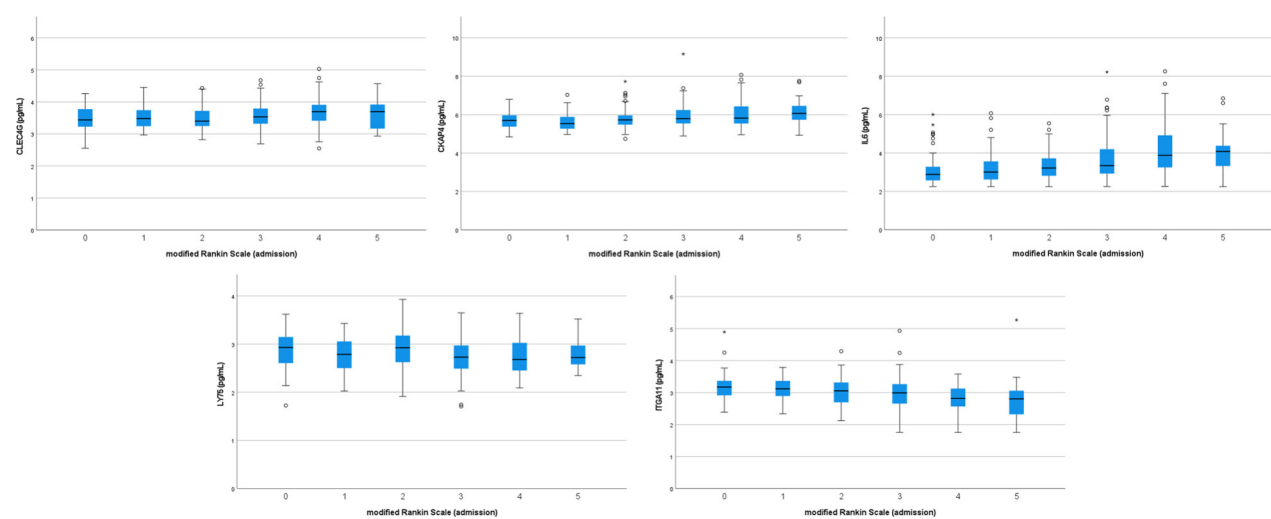 6
5
4
3
2
1
0
CLEC4G (pg/mL)
0 1 2 3 4 5
modified Rankin Scale (admission)
10
8
6
4
2
0
CKAP4 (pg/mL)
0 1 2 3 4 5
modified Rankin Scale (admission)
10
8
6
4
2
0
IL6 (pg/mL)
0 1 2 3 4 5
modified Rankin Scale (admission)
4
3
2
1
0
LY75 (pg/mL)
0 1 2 3 4 5
modified Rankin Scale (admission)
6
5
4
3
2
1
0
ITGA11 (pg/mL)
0 1 2 3 4 5
modified Rankin Scale (admission)